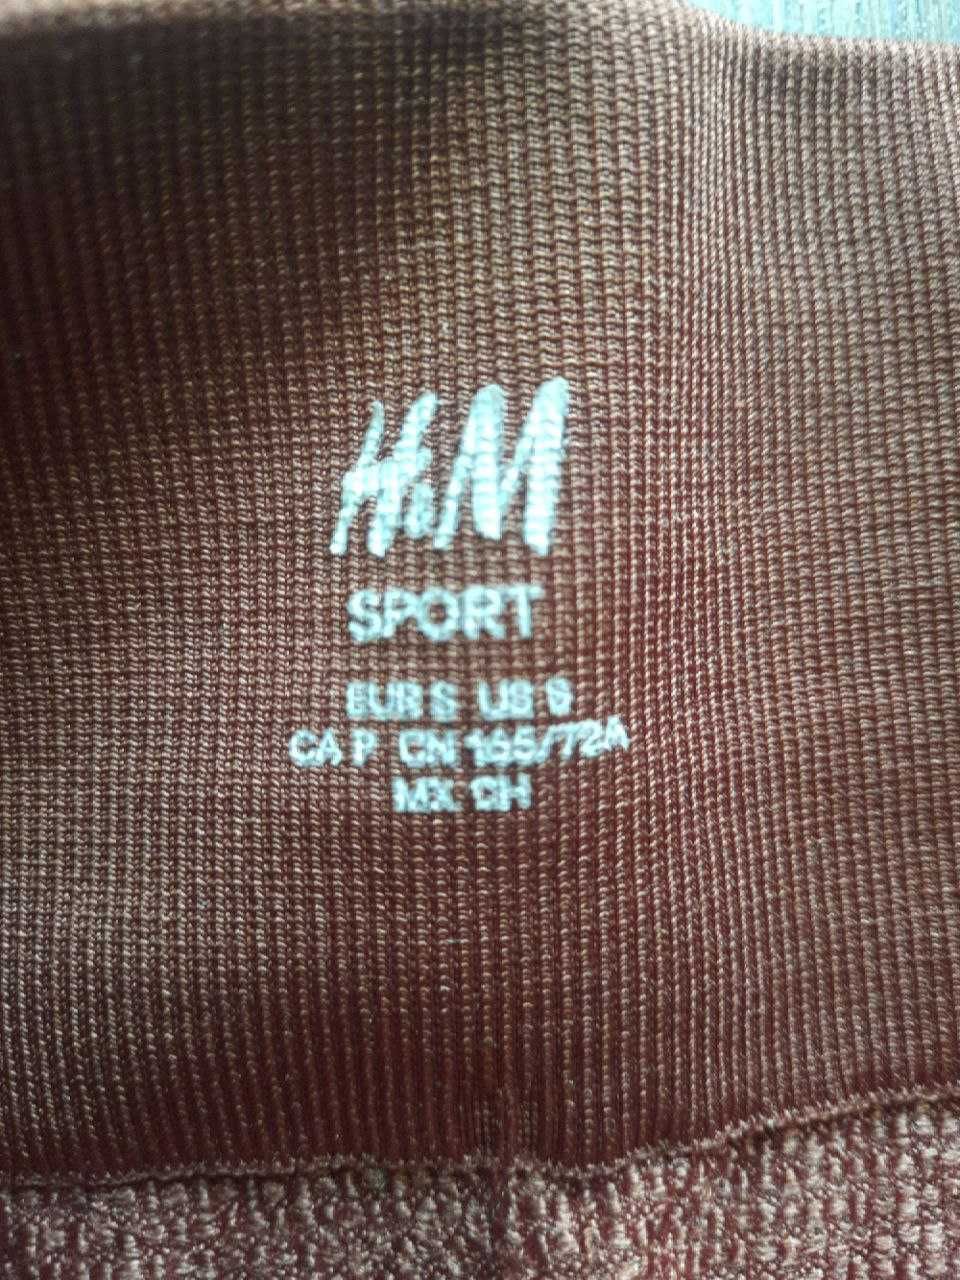 H&M
SPORT
EUR S US S
CA P CN 165/72A
MX CH